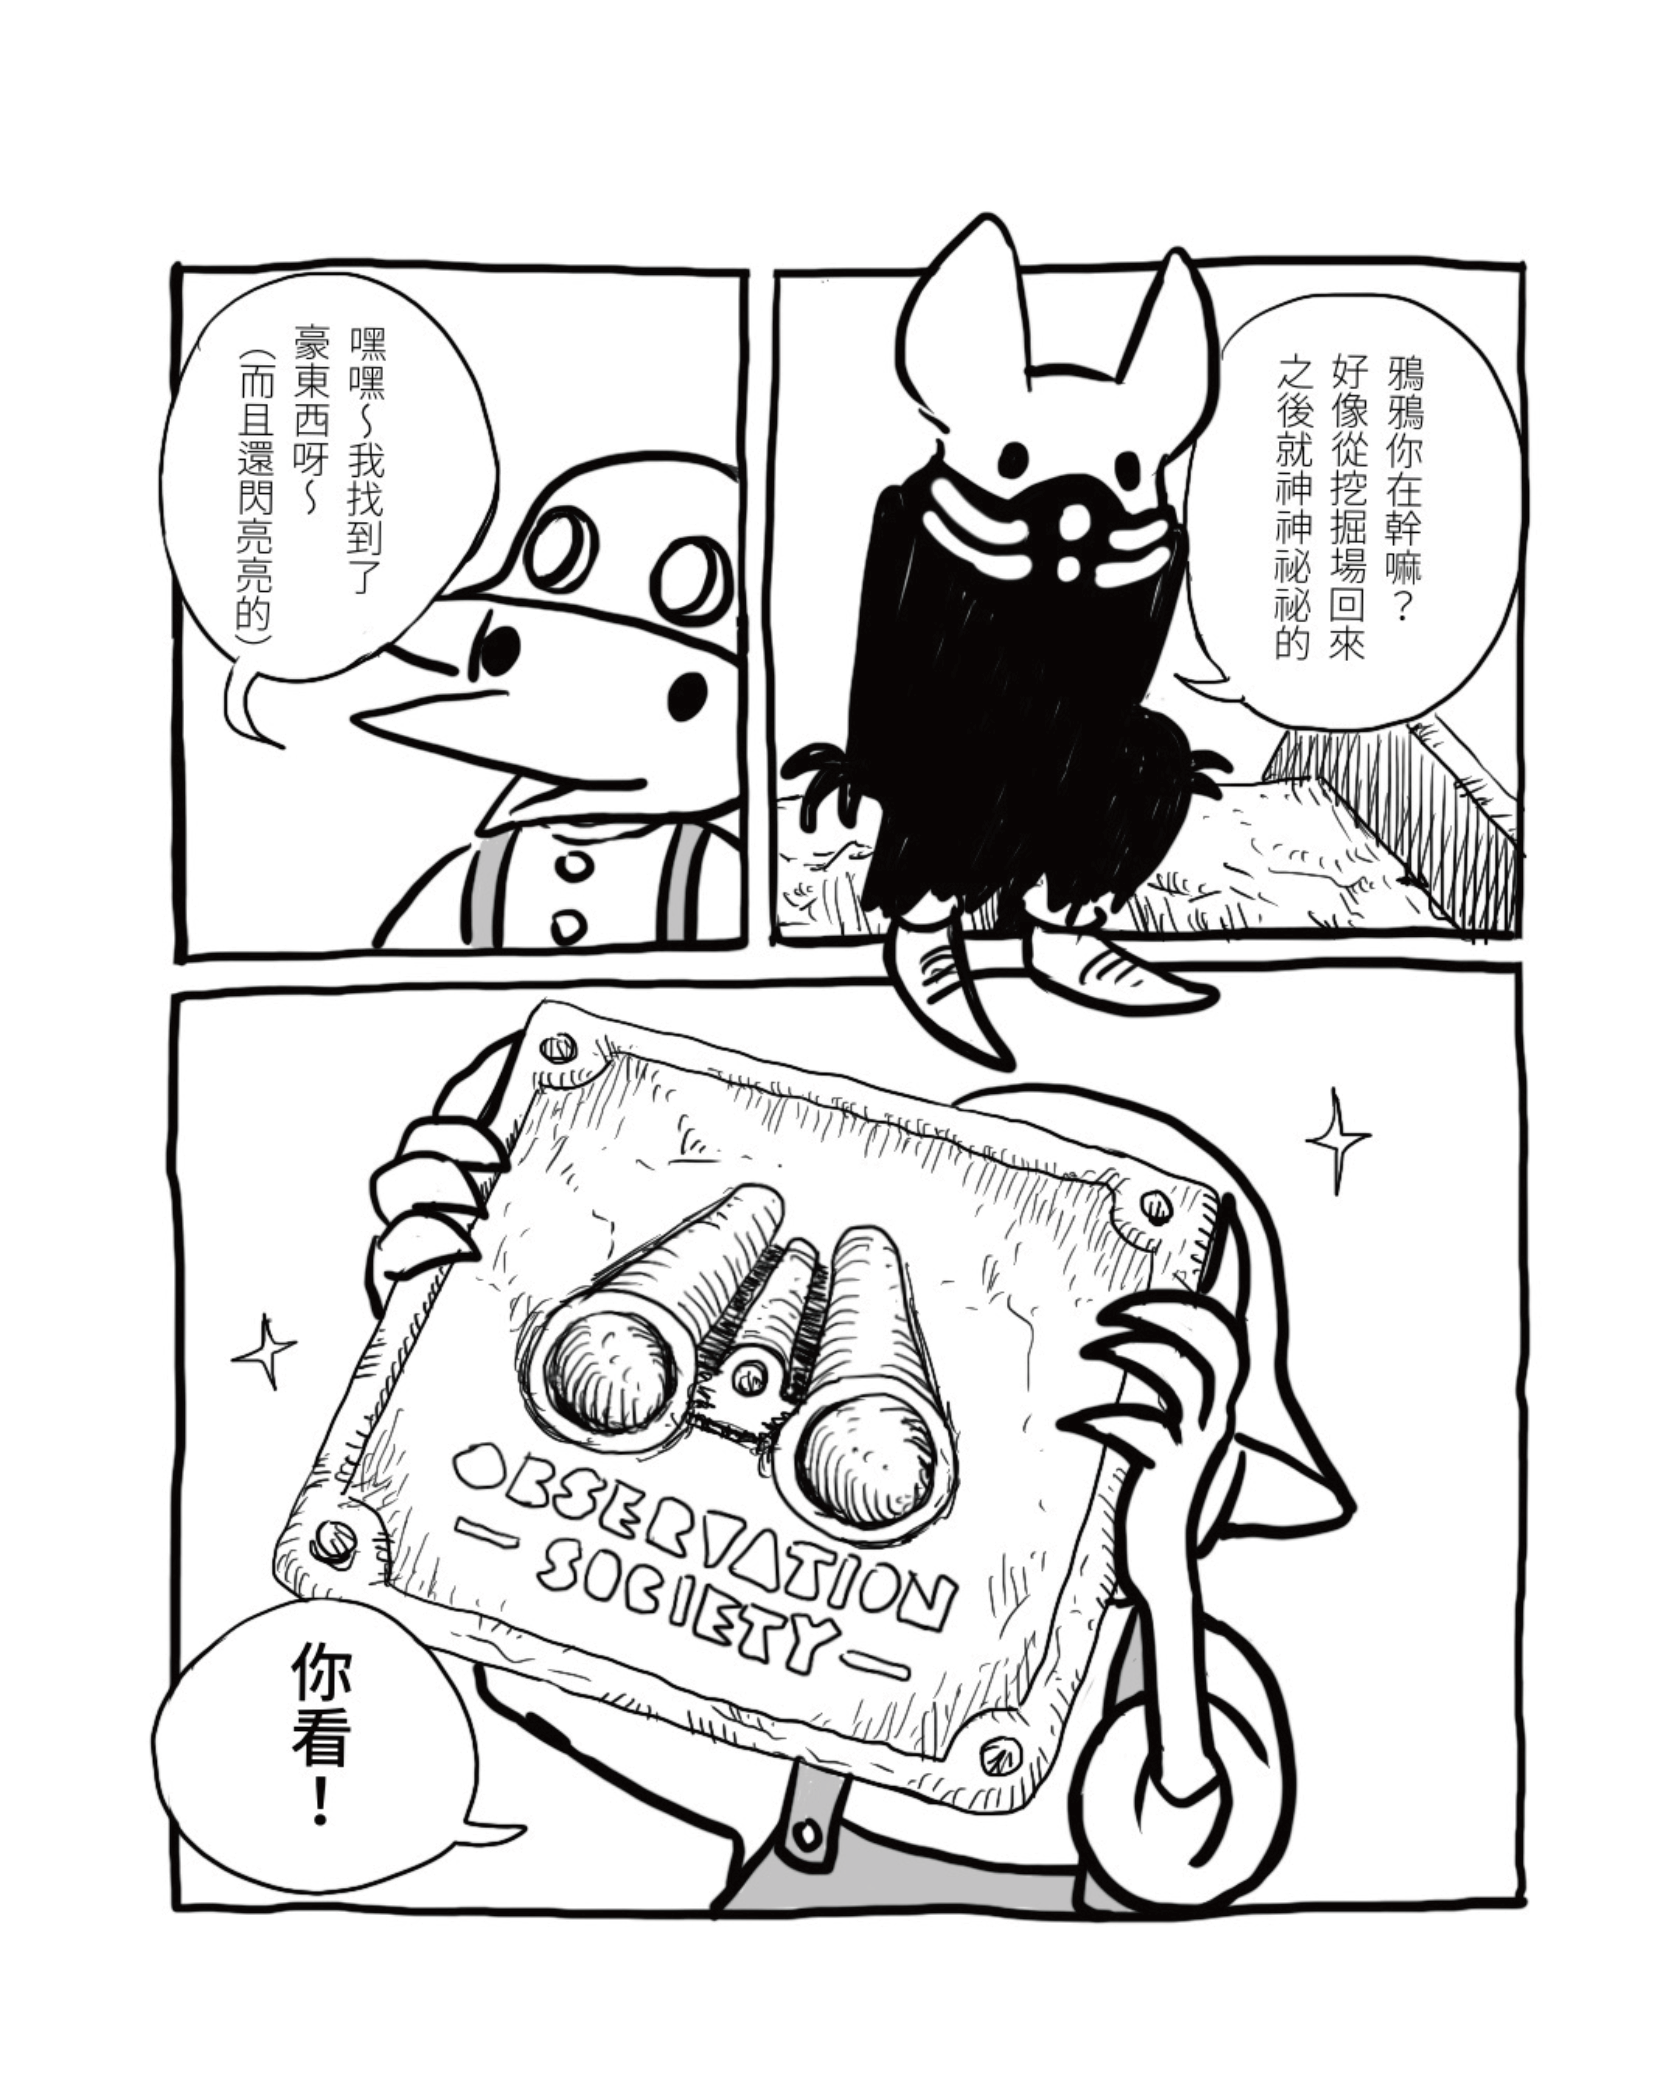 鴉鴉你在幹嘛？
好像從挖掘場回來
之後就神神祕祕的
嘿嘿～我找到了
豪東西呀～
（而且還閃亮亮的）
OBSERVATION
— SOCIETY —
你看！